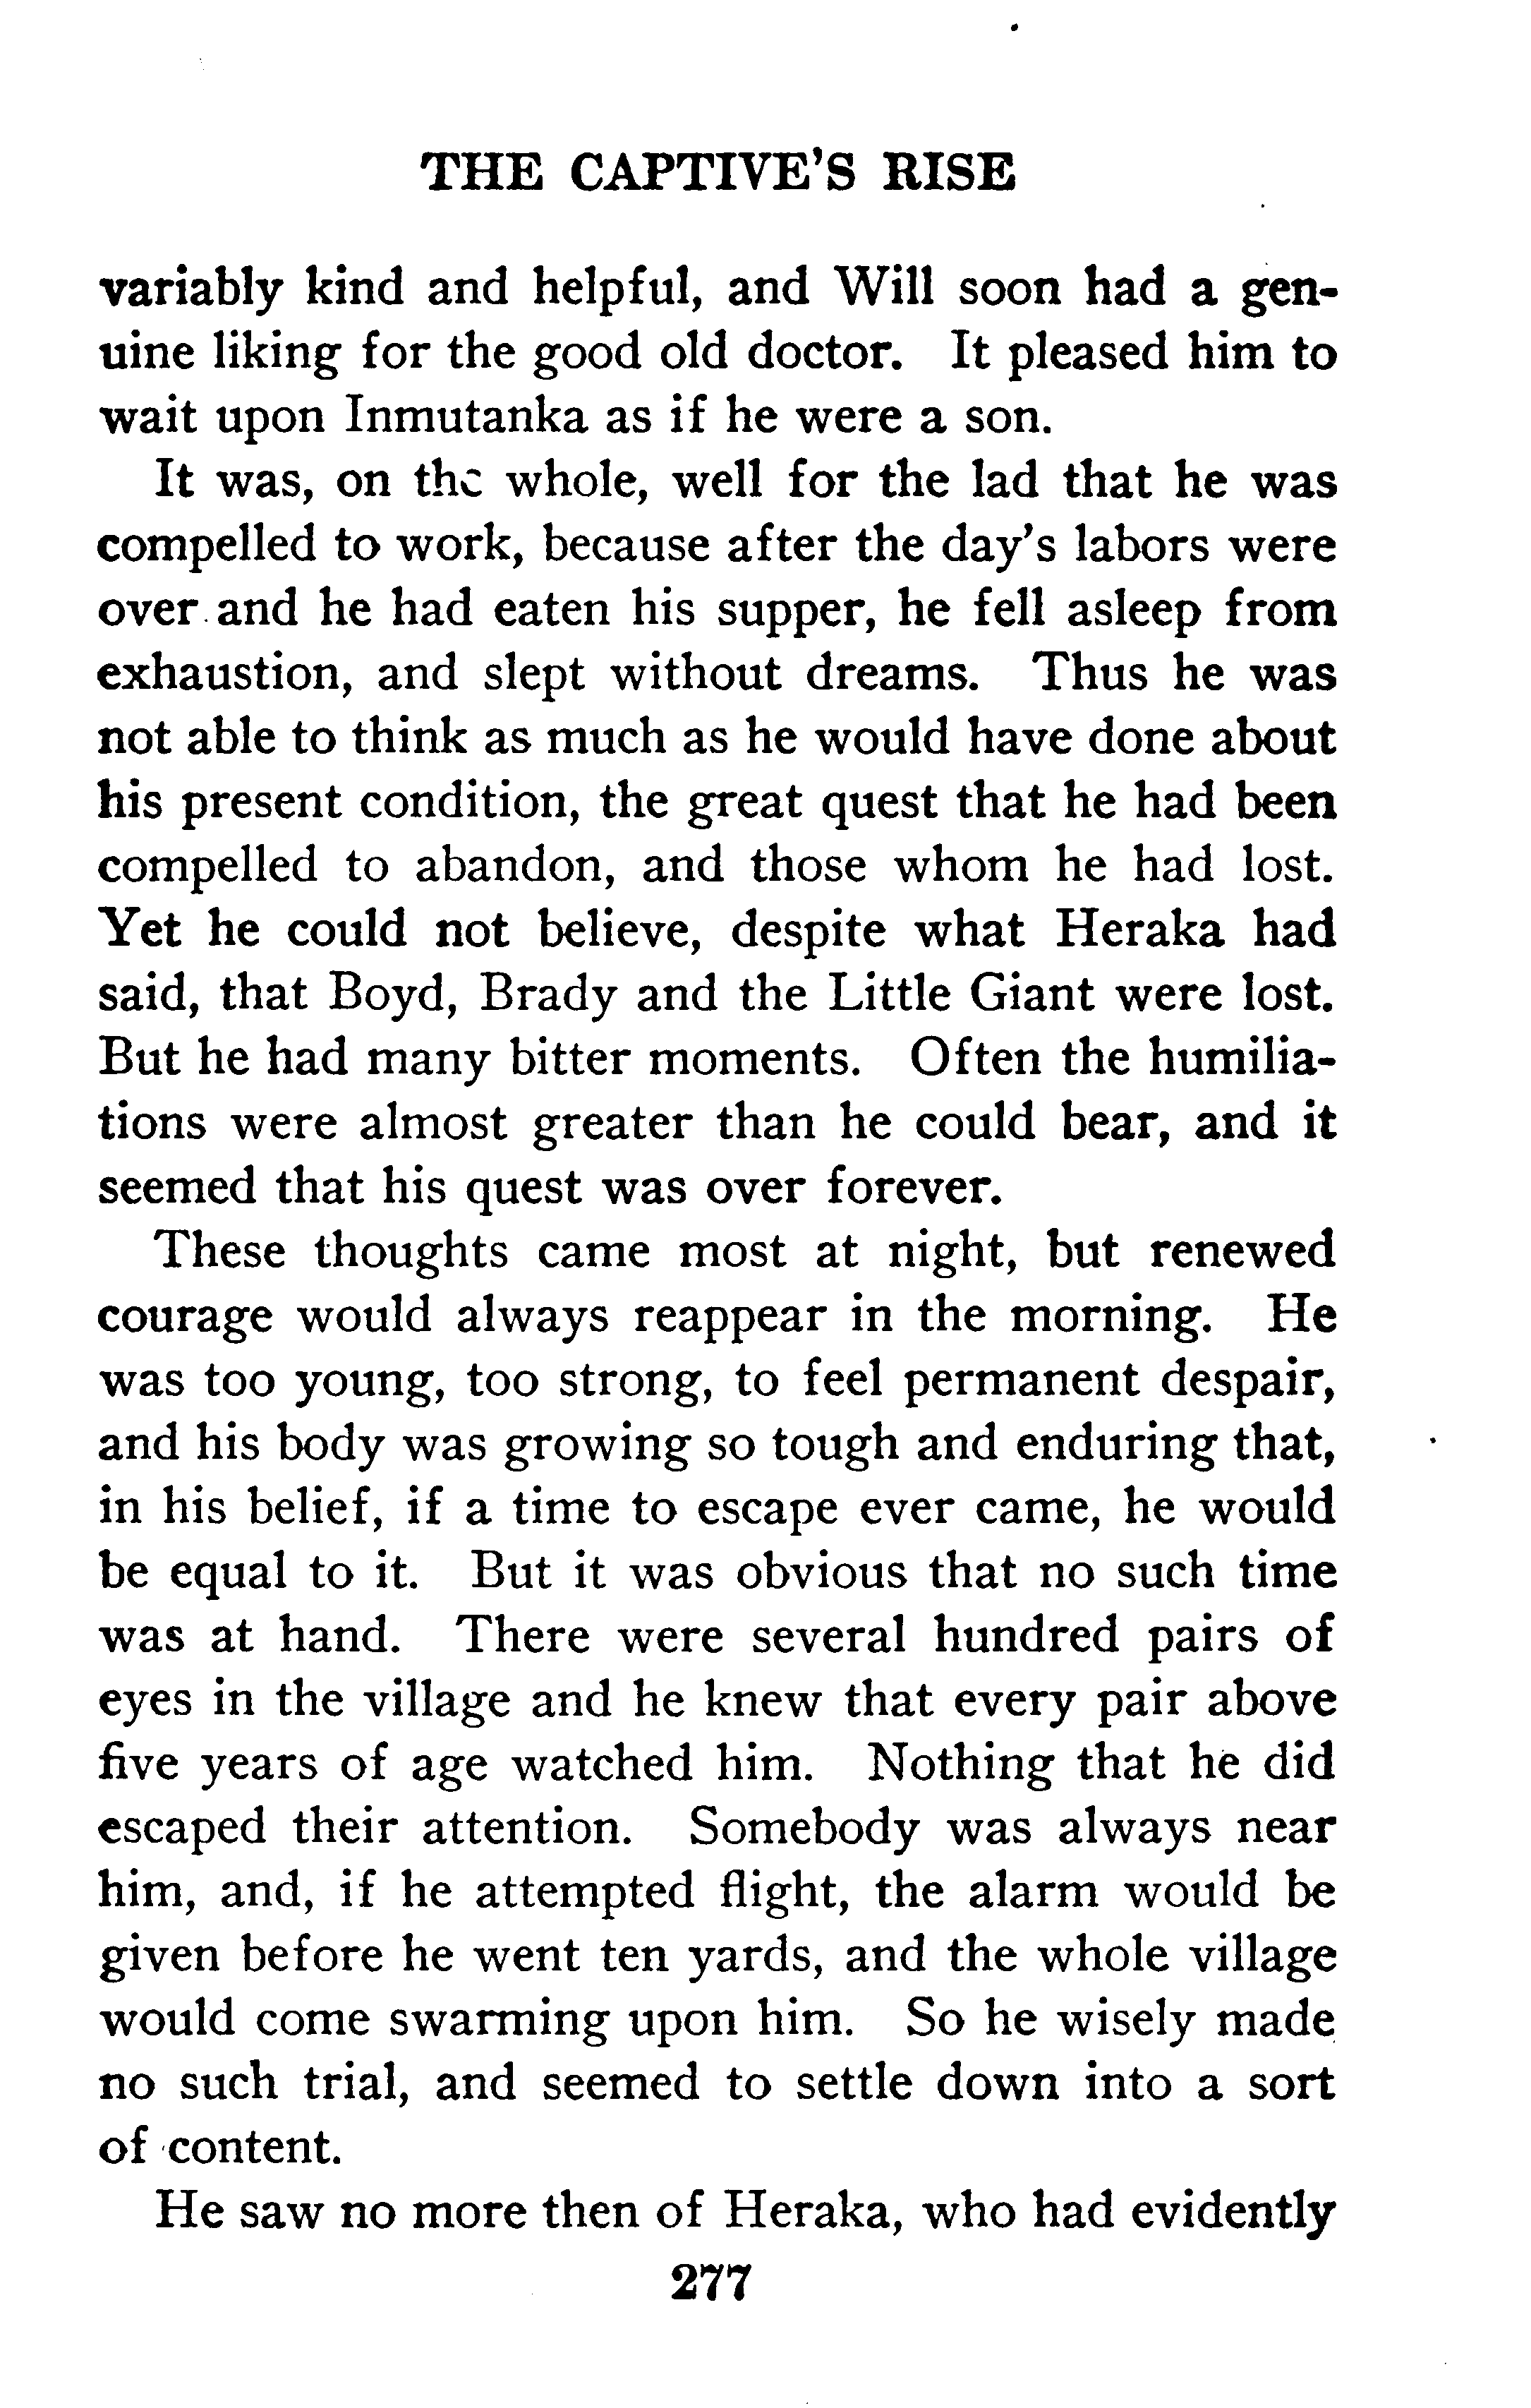 THE CAPTIVE'S RISE
variably kind and helpful, and Will soon had a gen-
uine liking for the good old doctor. It pleased him to
wait upon Inmutanka as if he were a son.
It was, on the whole, well for the lad that he was
compelled to work, because after the day's labors were
over and he had eaten his supper, he fell asleep from
exhaustion, and slept without dreams. Thus he was
not able to think as much as he would have done about
his present condition, the great quest that he had been
compelled to abandon, and those whom he had lost.
Yet he could not believe, despite what Heraka had
said, that Boyd, Brady and the Little Giant were lost.
But he had many bitter moments. Often the humilia-
tions were almost greater than he could bear, and it
seemed that his quest was over forever.
These thoughts came most at night, but renewed
courage would always reappear in the morning. He
was too young, too strong, to feel permanent despair,
and his body was growing so tough and enduring that,
in his belief, if a time to escape ever came, he would
be equal to it. But it was obvious that no such time
was at hand. There were several hundred pairs of
eyes in the village and he knew that every pair above
five years of age watched him. Nothing that he did
escaped their attention. Somebody was always near
him, and, if he attempted flight, the alarm would be
given before he went ten yards, and the whole village
would come swarming upon him. So he wisely made
no such trial, and seemed to settle down into a sort
of content.
He saw no more then of Heraka, who had evidently
277